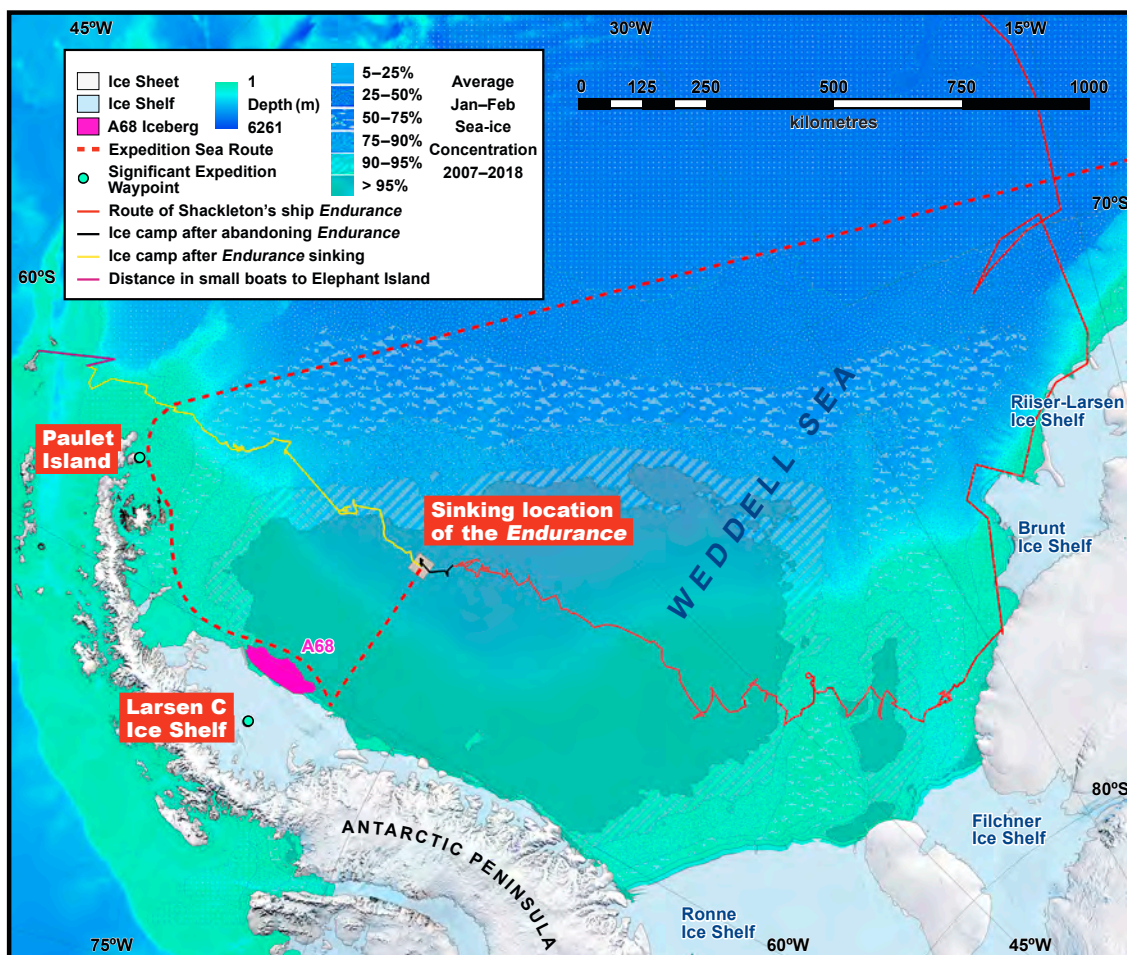 45ºW
30ºW
15ºW
Ice Sheet
Ice Shelf
A68 Iceberg
1
Depth (m)
6261
5–25%
25–50%
50–75%
75–90%
90–95%
> 95%
Average
Jan–Feb
Sea-ice
Concentration
2007–2018
Expedition Sea Route
Significant Expedition
Waypoint
Route of Shackleton's ship Endurance
Ice camp after abandoning Endurance
Ice camp after Endurance sinking
Distance in small boats to Elephant Island
0 125 250 500 750 1000
kilometres
70ºS
60ºS
WEDDELL SEA
Riiser-Larsen
Ice Shelf
Paulet
Island
Sinking location
of the Endurance
Brunt
Ice Shelf
A68
Larsen C
Ice Shelf
80ºS
Filchner
Ice Shelf
ANTARCTIC PENINSULA
Ronne
Ice Shelf
75ºW
60ºW
45ºW